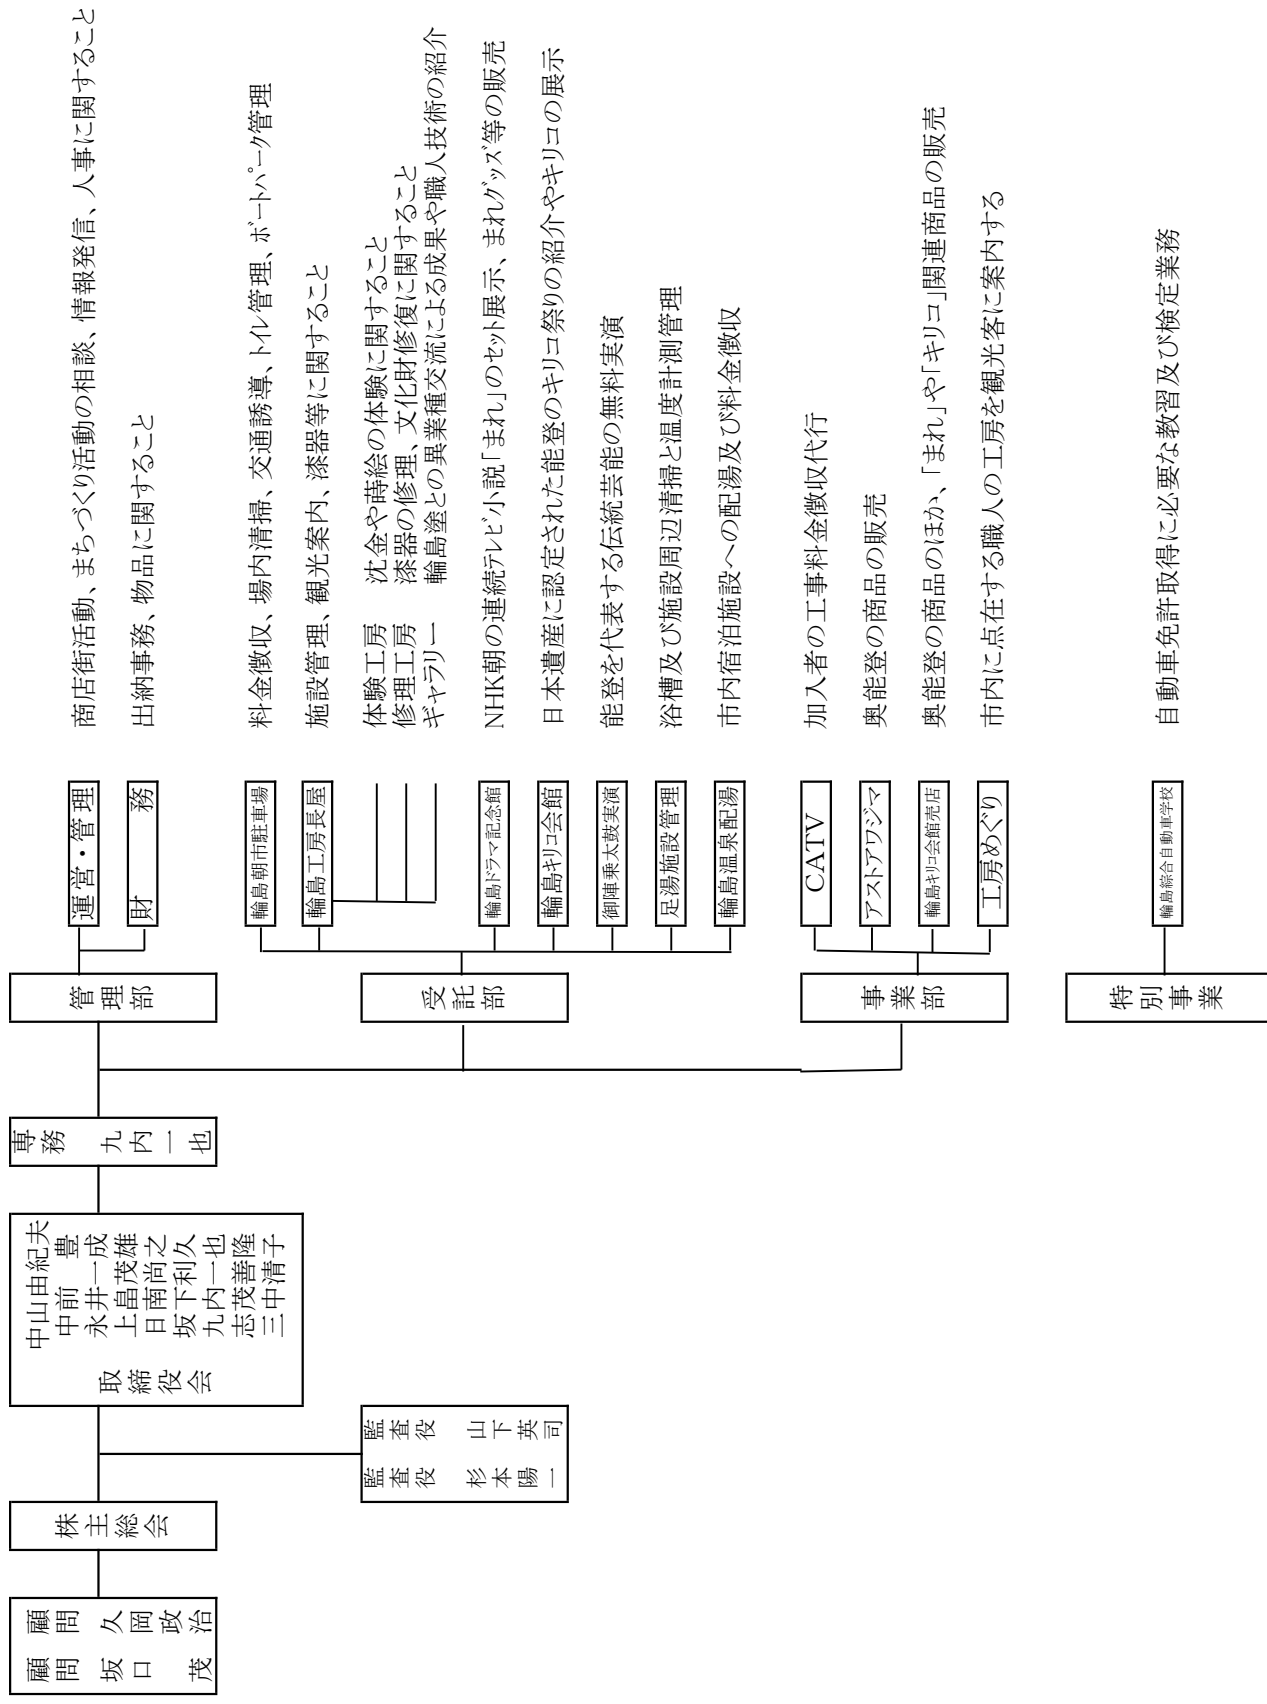 顧問 久岡政治
顧問 坂口 茂
株主総会
監査役 山下英司
監査役 杉本陽一
取締役会
中山由紀夫
中前 豊
永井一成
上畠茂雄
日南尚之
坂下利久
九内一也
志茂善隆
三中清子
専務 九内一也
管理部
運営・管理 商店街活動、まちづくり活動の相談、情報発信、人事に関すること
財 務 出納事務、物品に関すること
受託部
輪島朝市駐車場 料金徴収、場内清掃、交通誘導、トイレ管理、ボートパーク管理
輪島工房長屋 施設管理、観光案内、漆器等に関すること
体験工房 沈金や蒔絵の体験に関すること
修理工房 漆器の修理、文化財修復に関すること
ギャラリー 輪島塗との異業種交流による成果や職人技術の紹介
輪島ドラマ記念館 NHK朝の連続テレビ小説「まれ」のセット展示、まれグッズ等の販売
輪島キリコ会館 日本遺産に認定された能登のキリコ祭りの紹介やキリコの展示
御陣乗太鼓実演 能登を代表する伝統芸能の無料実演
足湯施設管理 浴槽及び施設周辺清掃と温度計測管理
輪島温泉配湯 市内宿泊施設への配湯及び料金徴収
事業部
CATV 加入者の工事料金徴収代行
アストアワジマ 奥能登の商品の販売
輪島キリコ会館売店 奥能登の商品のほか、「まれ」や「キリコ」関連商品の販売
工房めぐり 市内に点在する職人の工房を観光客に案内する
特別事業
輪島綜合自動車学校 自動車免許取得に必要な教習及び検定業務